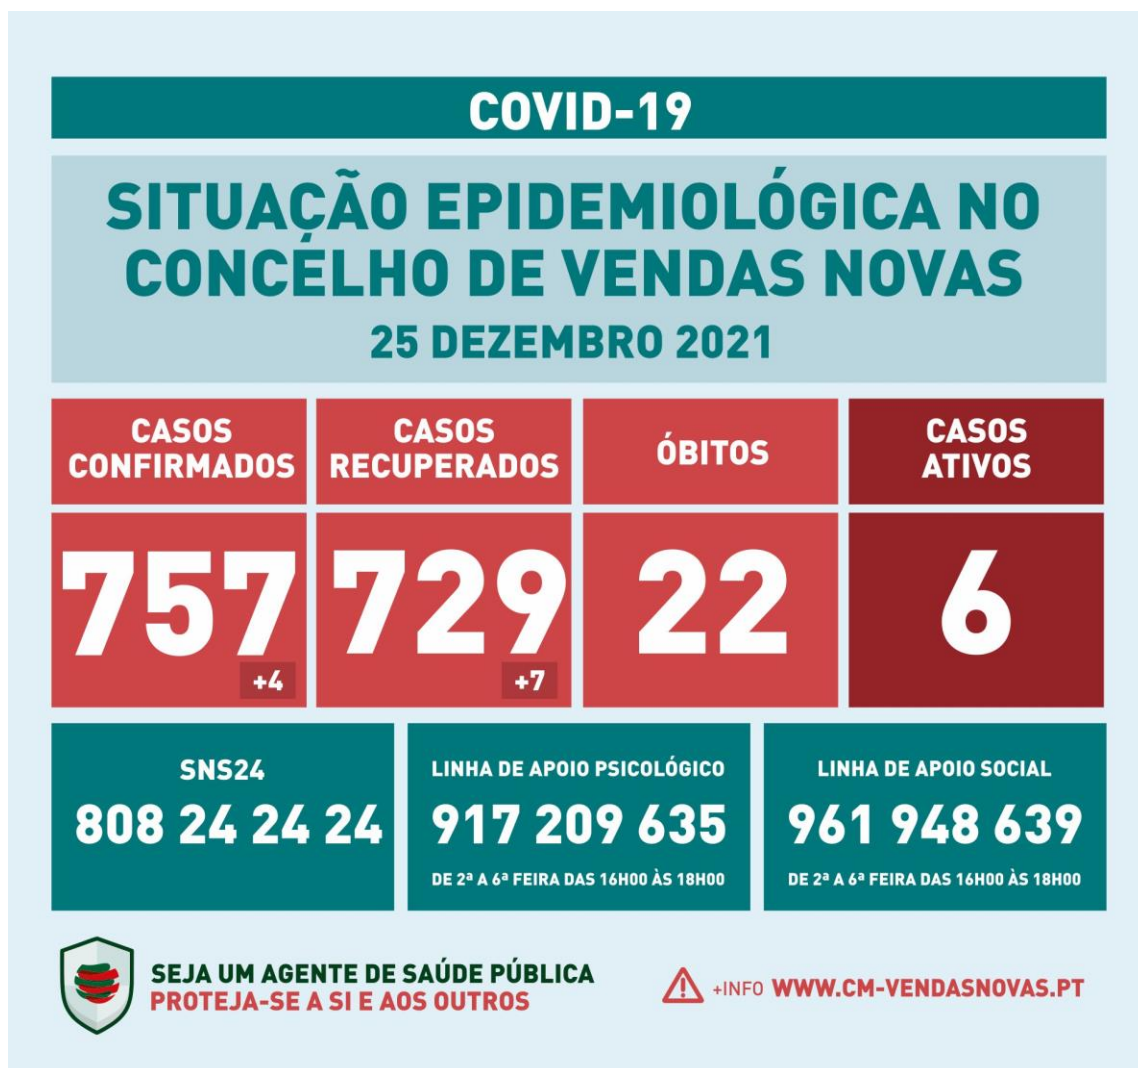 COVID-19
SITUAÇÃO EPIDEMIOLÓGICA NO
CONCELHO DE VENDAS NOVAS
25 DEZEMBRO 2021
CASOS
CONFIRMADOS
757
+4
CASOS
RECUPERADOS
729
+7
ÓBITOS
22
CASOS
ATIVOS
6
SNS24
808 24 24 24
LINHA DE APOIO PSICOLÓGICO
917 209 635
DE 2ª A 6ª FEIRA DAS 16H00 ÀS 18H00
LINHA DE APOIO SOCIAL
961 948 639
DE 2ª A 6ª FEIRA DAS 16H00 ÀS 18H00
SEJA UM AGENTE DE SAÚDE PÚBLICA
PROTEJA-SE A SI E AOS OUTROS
+INFO WWW.CM-VENDASNOVAS.PT